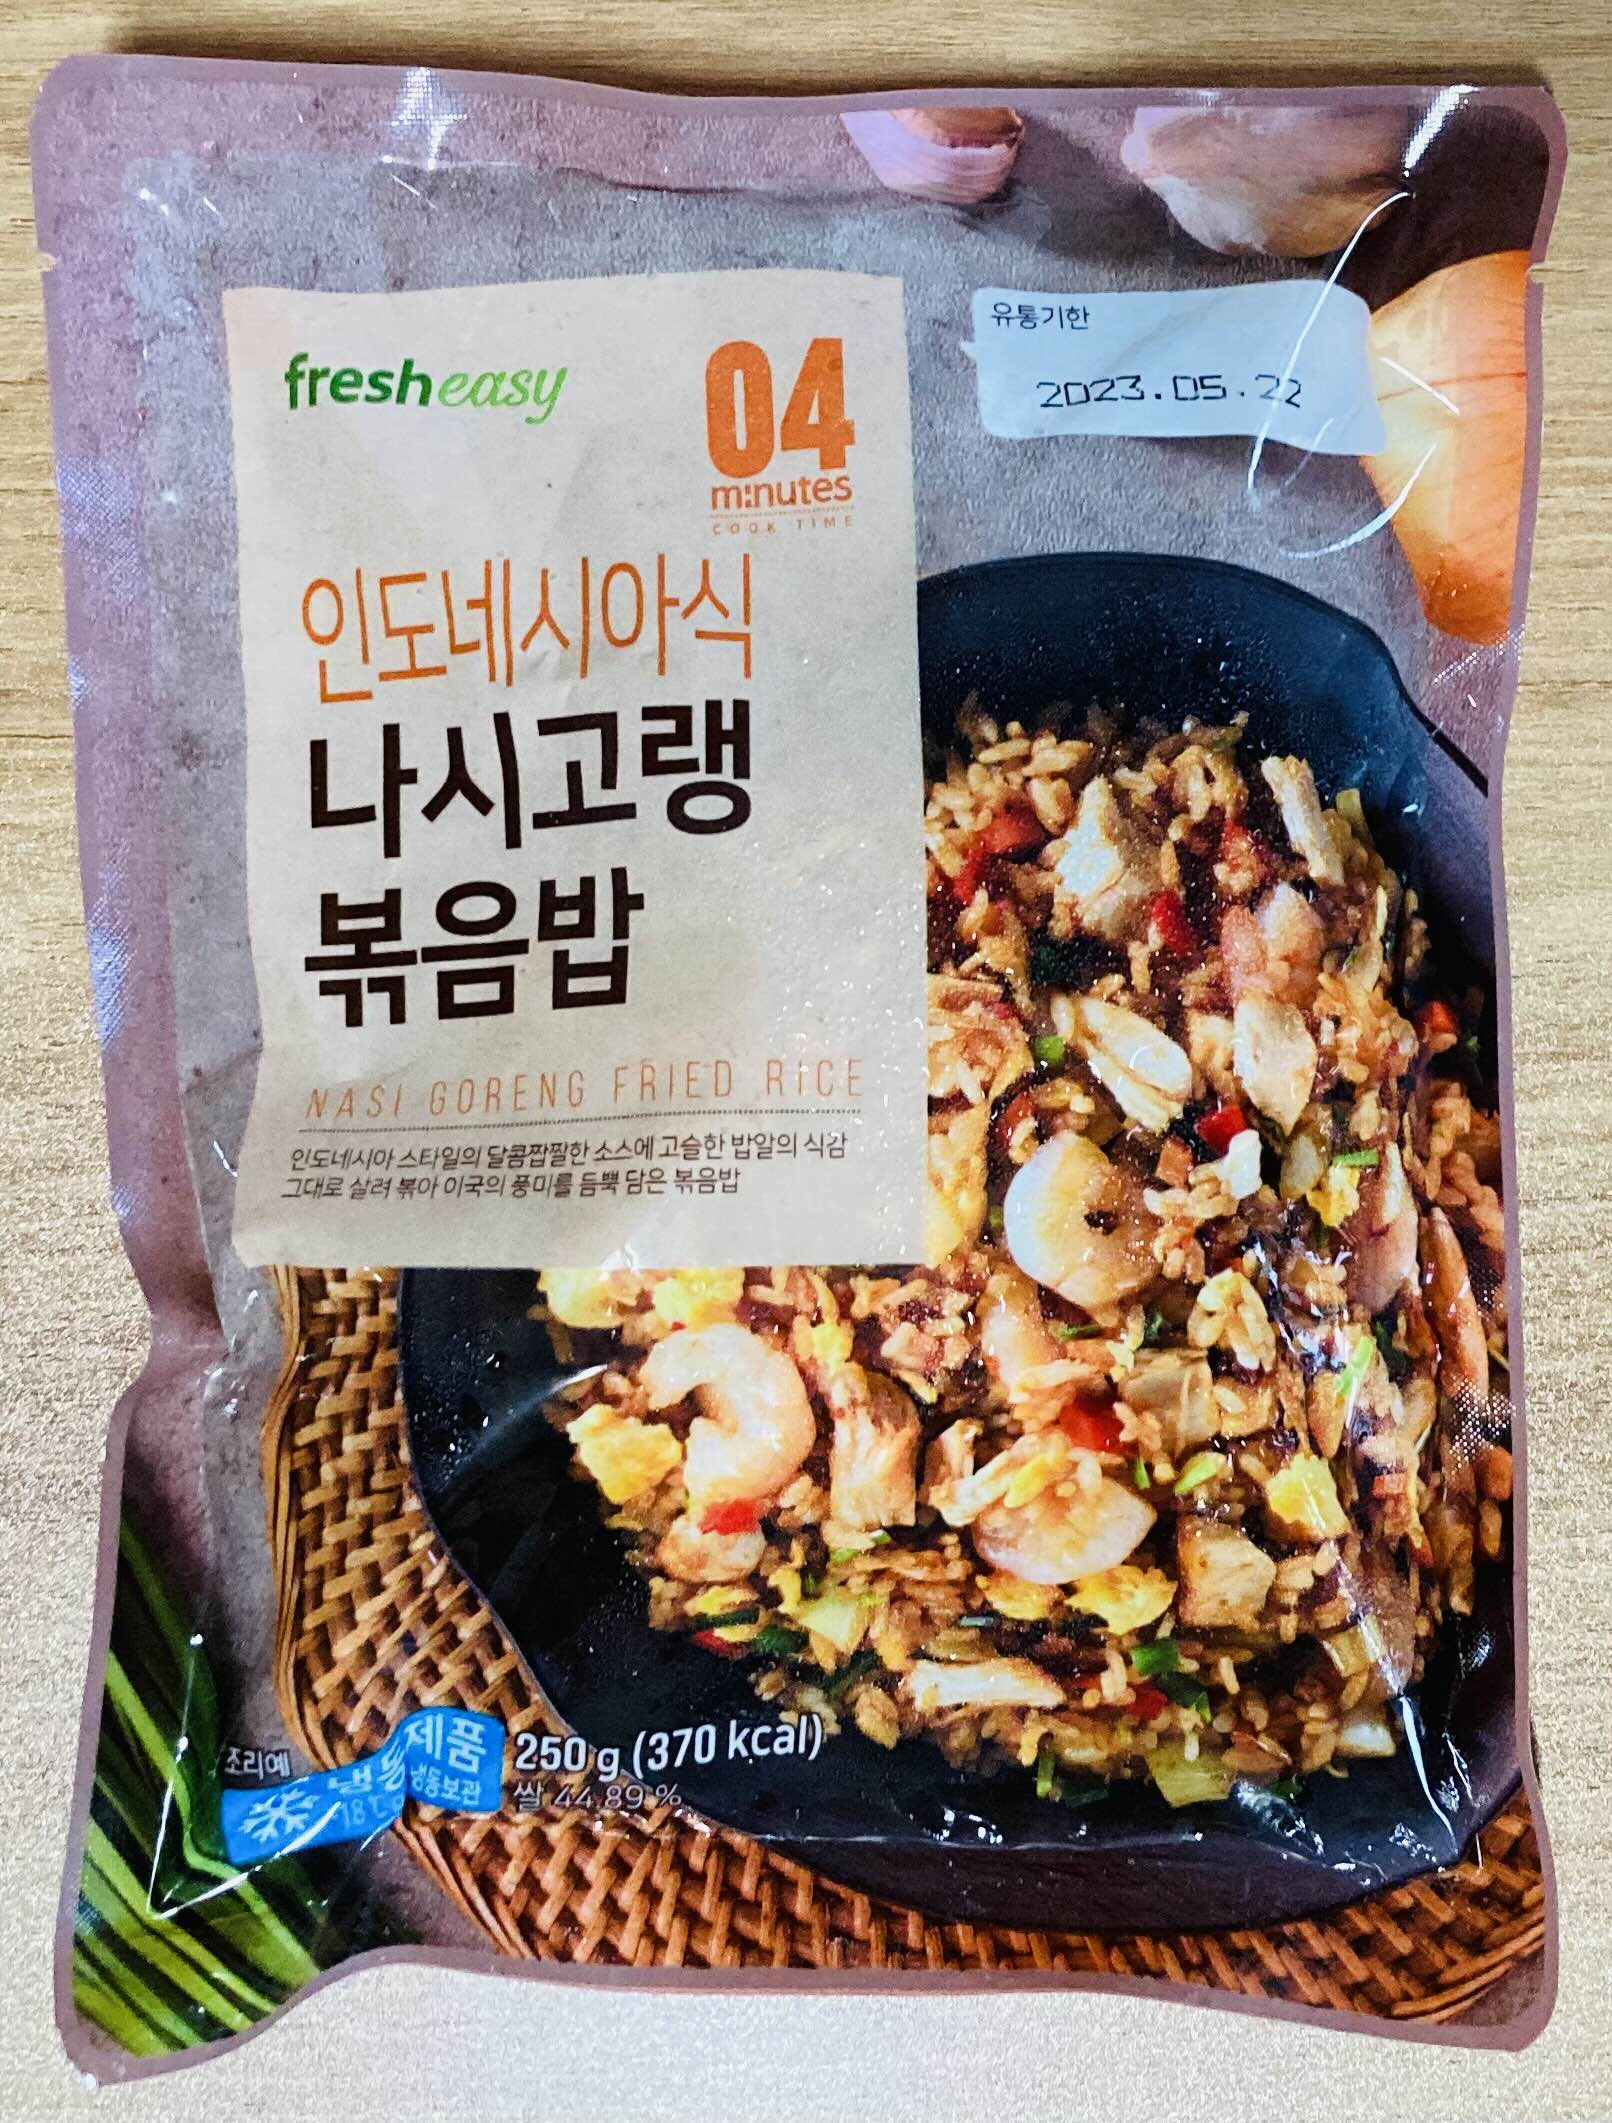 유통기한
2023.05.22
fresheasy
04
minutes
COOK TIME
인도네시아식
나시고랭
볶음밥
NASI GORENG FRIED RICE
인도네시아 스타일의 달콤짭짤한 소스에 고슬한 밥알의 식감
그대로 살려 볶아 이국의 풍미를 듬뿍 담은 볶음밥
조리예
냉동제품
냉동보관
250 g (370 kcal)
쌀 44.89 %